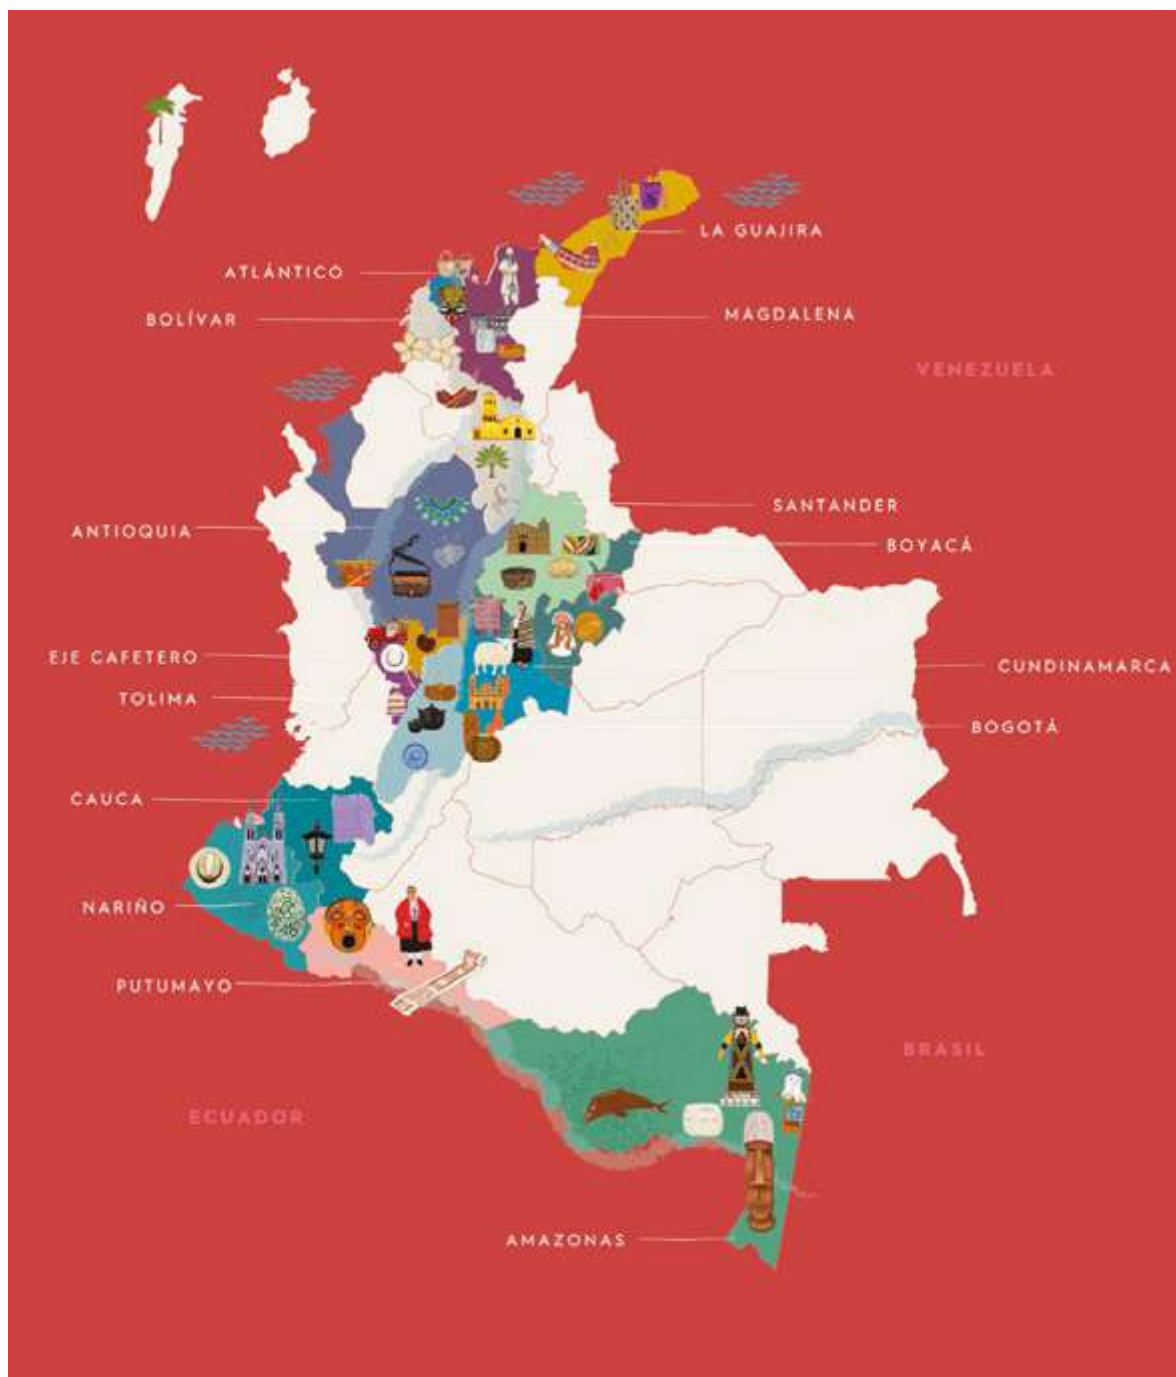 LA GUAJIRA
ATLÁNTICO
BOLÍVAR
MAGDALENA
VENEZUELA
SANTANDER
ANTIOQUIA
BOYACÁ
EJE CAFETERO
CUNDINAMARCA
TOLIMA
BOGOTÁ
CAUCA
NARIÑO
PUTUMAYO
BRASIL
ECUADOR
AMAZONAS